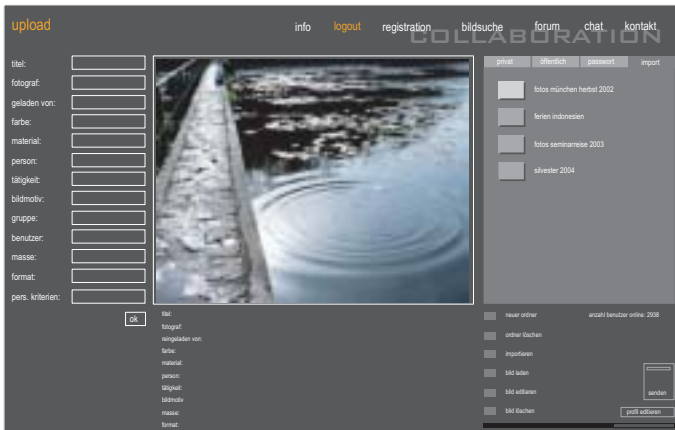 upload
info logout registration bildsuche forum chat kontakt
COLLABORATION
titel:
fotograf:
geladen von:
farbe:
material:
person:
tätigkeit:
bildmotiv:
gruppe:
benutzer:
masse:
format:
pers. kriterien:
ok
privat öffentlich passwort import
fotos münchen herbst 2002
ferien indonesien
fotos seminarreise 2003
silvester 2004
titel:
fotograf:
reingeladen von:
farbe:
material:
person:
tätigkeit:
bildmotiv
masse:
format:
neuer ordner anzahl benutzer online: 2938
ordner löschen
importieren
bild laden
bild editieren
bild löschen
senden
profil editieren